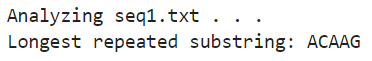 Analyzing seq1.txt . . .
Longest repeated substring: ACAAG